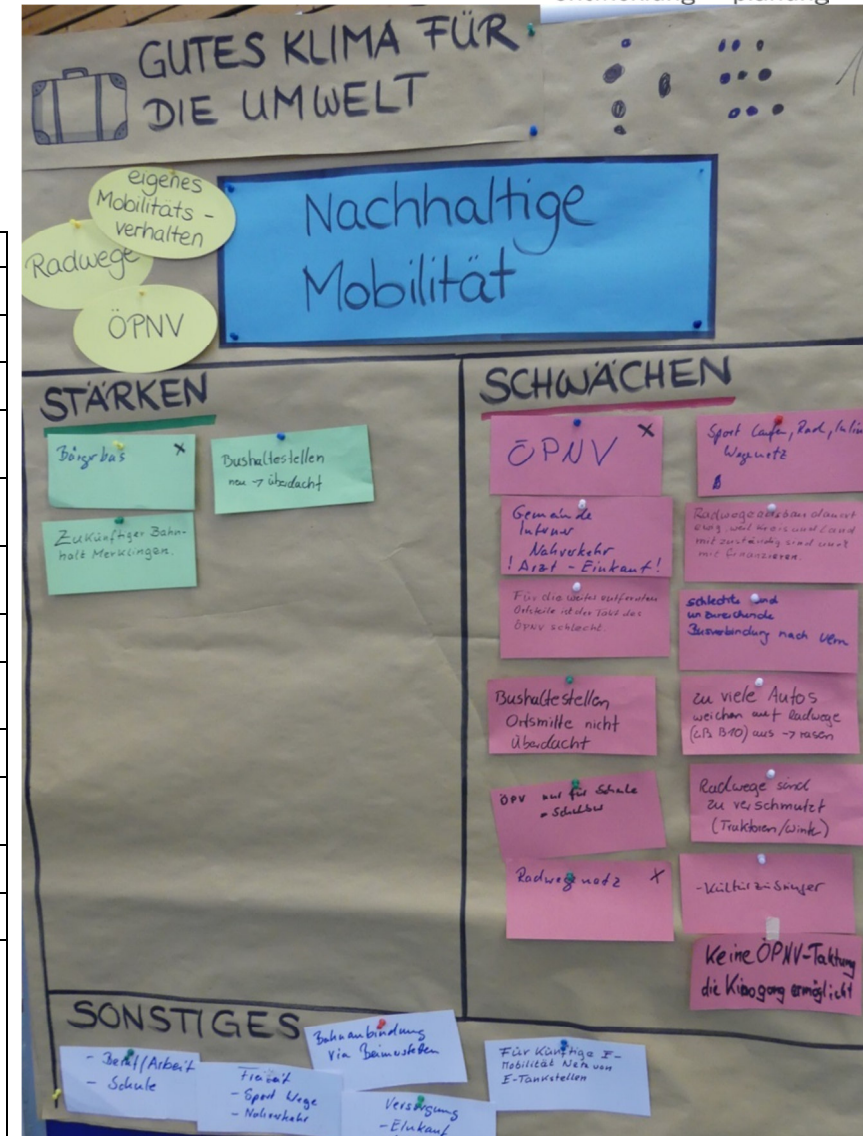 GUTES KLIMA FÜR
DIE UMWELT
eigenes
Mobilitäts-
verhalten
Radwege
ÖPNV
Nachhaltige
Mobilität
STÄRKEN
Bürgerbus x
Bushaltestellen
neu → überdacht
Zukünftiger Bahn-
halt Merklingen.
SCHWÄCHEN
ÖPNV x
Sport Laufen, Rad, Inlin
Wegenetz
Gemeinde
Interner
Nahverkehr
! Arzt - Einkauf!
Radwegeausbau dauert
ewig, weil Kreis und Land
mit zuständig sind und
mit finanzieren.
Für die weiter entfernten
Ortsteile ist der Takt des
ÖPNV schlecht.
schlechte und
unzureichende
Busverbindung nach
Bushaltestellen
Ortsmitte nicht
überdacht
zu viele Autos
weichen auf Radwege
(z.B. B10) aus → rasen
ÖPV nur für Schule
= Schulbus
Radwege sind
zu verschmutzt
(Traktoren/Winter)
Radwegenetz x
Keine ÖPNV-Taktung
die Kinogang ermöglicht
SONSTIGES
- Beruf/Arbeit
- Schule
Freizeit
- Sport Wege
- Nahverkehr
Bahnanbindung
via Beimerstetten
Versorgung
- Einkauf
Für Künftige E-
Mobilität Netz von
E-Tankstellen